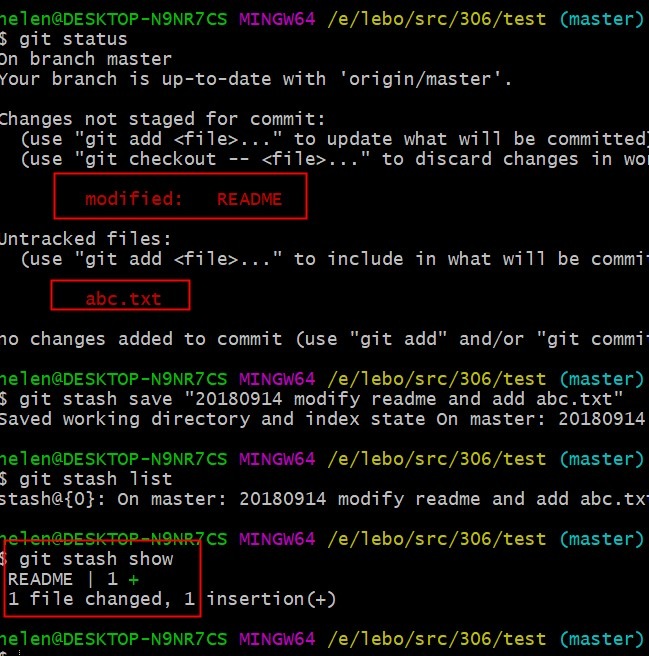 helen@DESKTOP-N9NR7CS MINGW64 /e/lebo/src/306/test (master)
$ git status
On branch master
Your branch is up-to-date with 'origin/master'.
Changes not staged for commit:
(use "git add <file>..." to update what will be committed)
(use "git checkout -- <file>..." to discard changes in wo
modified: README
Untracked files:
(use "git add <file>..." to include in what will be commi
abc.txt
no changes added to commit (use "git add" and/or "git commi
helen@DESKTOP-N9NR7CS MINGW64 /e/lebo/src/306/test (master)
$ git stash save "20180914 modify readme and add abc.txt"
Saved working directory and index state On master: 20180914
helen@DESKTOP-N9NR7CS MINGW64 /e/lebo/src/306/test (master)
$ git stash list
stash@{0}: On master: 20180914 modify readme and add abc.tx
helen@DESKTOP-N9NR7CS MINGW64 /e/lebo/src/306/test (master)
$ git stash show
README | 1 +
1 file changed, 1 insertion(+)
helen@DESKTOP-N9NR7CS MINGW64 /e/lebo/src/306/test (master)
$